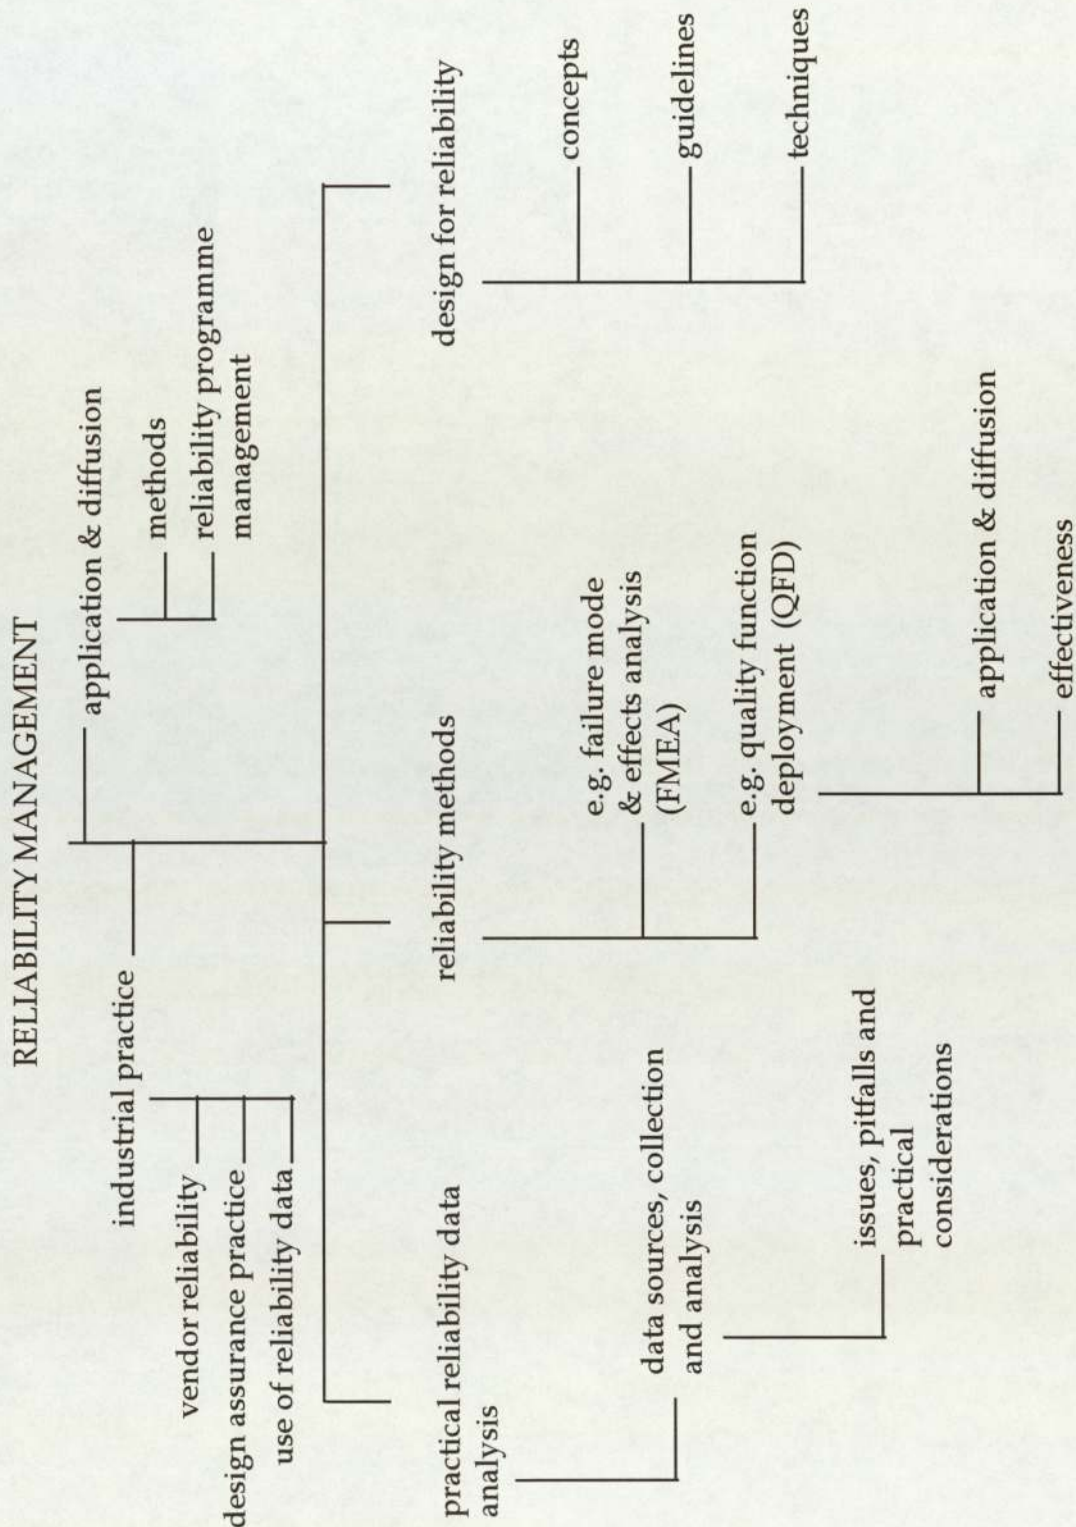 RELIABILITY MANAGEMENT
application & diffusion
methods
reliability programme
management
industrial practice
vendor reliability
design assurance practice
use of reliability data
practical reliability data
analysis
data sources, collection
and analysis
issues, pitfalls and
practical
considerations
reliability methods
e.g. failure mode
& effects analysis
(FMEA)
e.g. quality function
deployment (QFD)
application & diffusion
effectiveness
design for reliability
concepts
guidelines
techniques